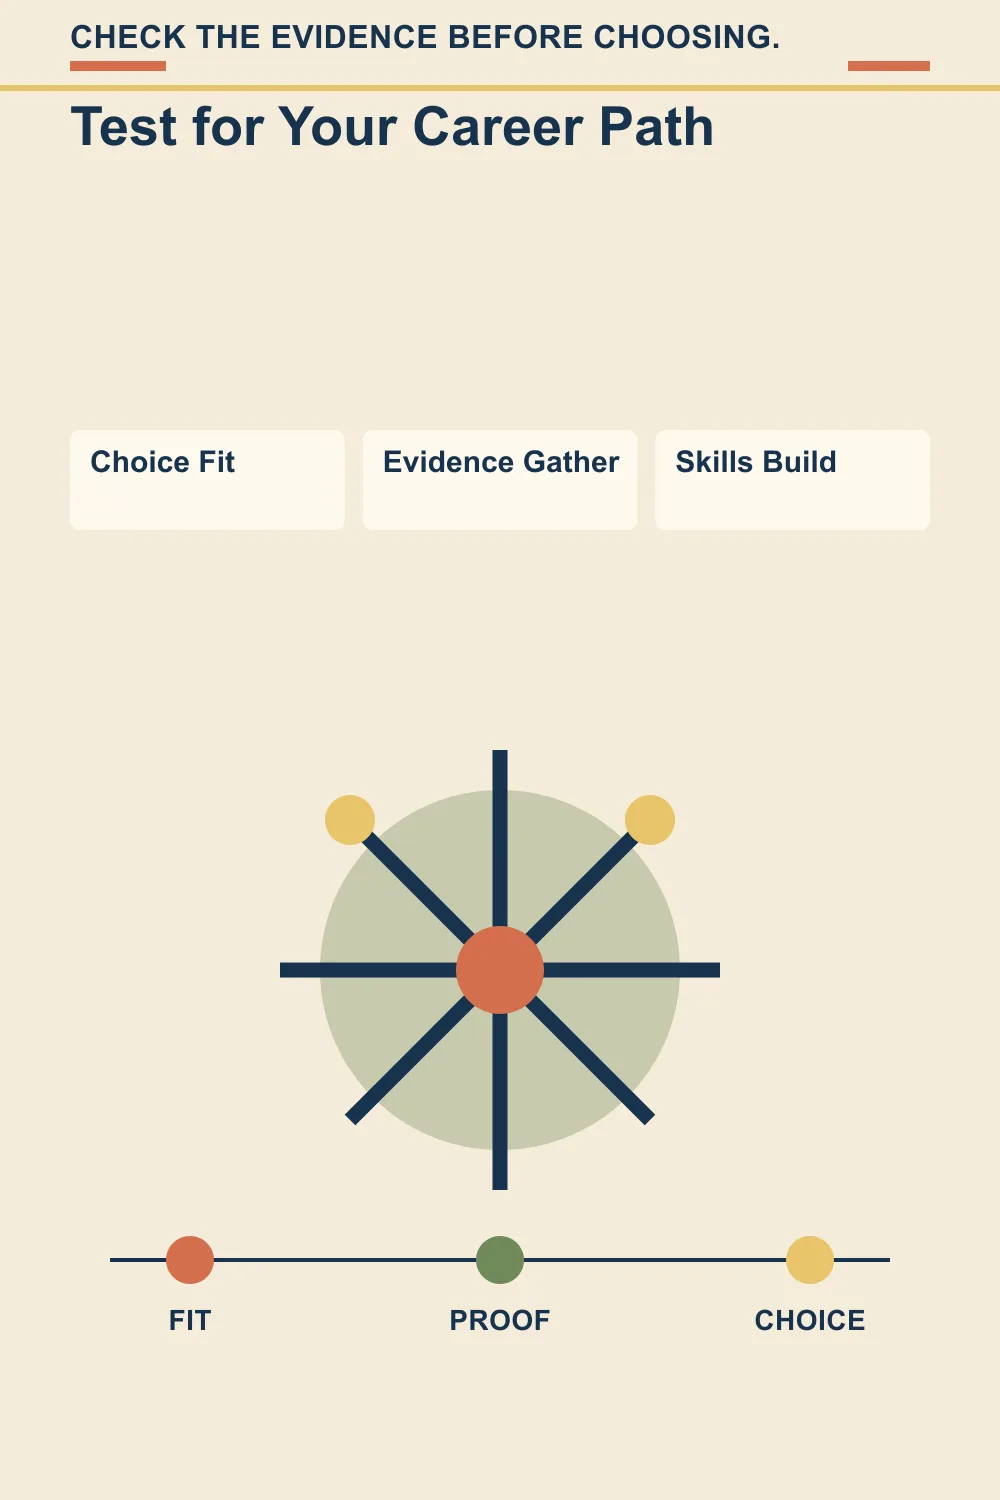 CHECK THE EVIDENCE BEFORE CHOOSING.
Test for Your Career Path
Choice Fit
Evidence Gather
Skills Build
FIT
PROOF
CHOICE